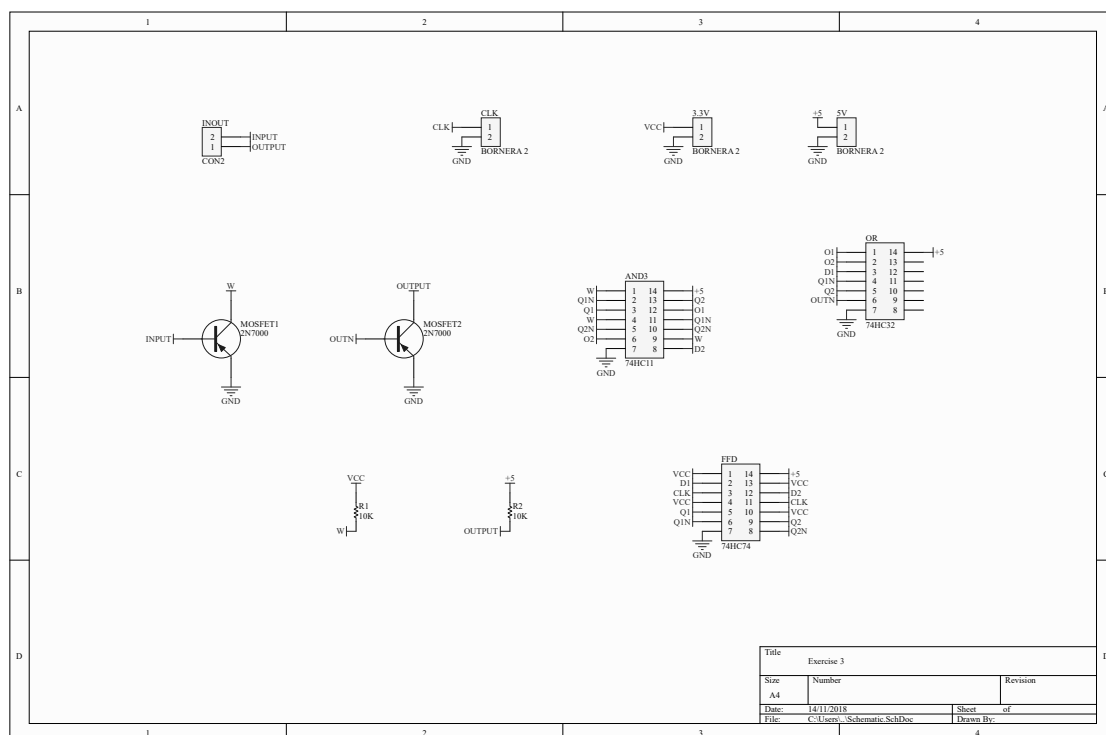 1 2 3 4
A A
INOUT
2 INPUT
1 OUTPUT
CON2
CLK
CLK 1
2
GND BORNERA 2
3.3V
VCC 1
2
GND BORNERA 2
+5 5V
1
2
GND BORNERA 2
B
W
MOSFET1
2N7000
INPUT
GND
OUTPUT
MOSFET2
2N7000
OUTN
GND
AND3
W 1 14 +5
Q1N 2 13 Q2
Q1 3 12 O1
W 4 11 Q1N
Q2N 5 10 Q2N
O2 6 9 W
7 8 D2
GND 74HC11
OR
O1 1 14 +5
O2 2 13
D1 3 12
Q1N 4 11
Q2 5 10
OUTN 6 9
7 8
GND 74HC32
C
VCC
R1
10K
W
+5
R2
10K
OUTPUT
FFD
VCC 1 14 +5
D1 2 13 VCC
CLK 3 12 D2
VCC 4 11 CLK
Q1 5 10 VCC
Q1N 6 9 Q2
7 8 Q2N
GND 74HC74
D
Title
Exercise 3
Size Number Revision
A4
Date: 14/11/2018 Sheet of
File: C:\Users\..\Schematic.SchDoc Drawn By:
1 2 3 4